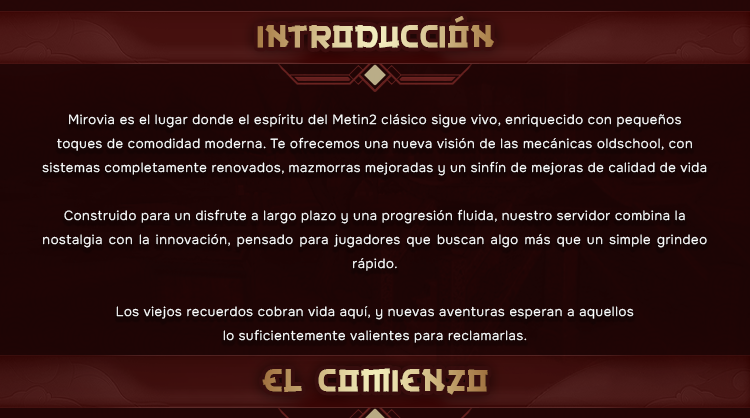 INTRODUCCIÓN
Mirovia es el lugar donde el espíritu del Metin2 clásico sigue vivo, enriquecido con pequeños
toques de comodidad moderna. Te ofrecemos una nueva visión de las mecánicas oldschool, con
sistemas completamente renovados, mazmorras mejoradas y un sinfín de mejoras de calidad de vida
Construido para un disfrute a largo plazo y una progresión fluida, nuestro servidor combina la
nostalgia con la innovación, pensado para jugadores que buscan algo más que un simple grindeo
rápido.
Los viejos recuerdos cobran vida aquí, y nuevas aventuras esperan a aquellos
lo suficientemente valientes para reclamarlas.
EL COMIENZO